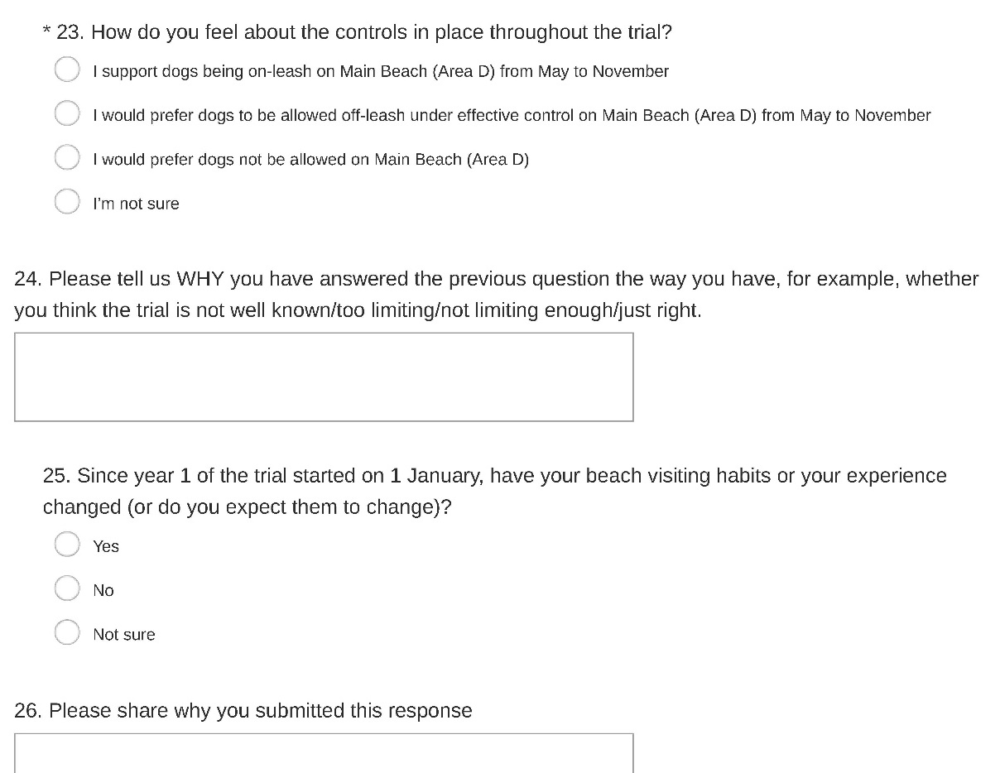 * 23. How do you feel about the controls in place throughout the trial?
I support dogs being on-leash on Main Beach (Area D) from May to November
I would prefer dogs to be allowed off-leash under effective control on Main Beach (Area D) from May to November
I would prefer dogs not be allowed on Main Beach (Area D)
I’m not sure
24. Please tell us WHY you have answered the previous question the way you have, for example, whether
you think the trial is not well known/too limiting/not limiting enough/just right.
25. Since year 1 of the trial started on 1 January, have your beach visiting habits or your experience
changed (or do you expect them to change)?
Yes
No
Not sure
26. Please share why you submitted this response